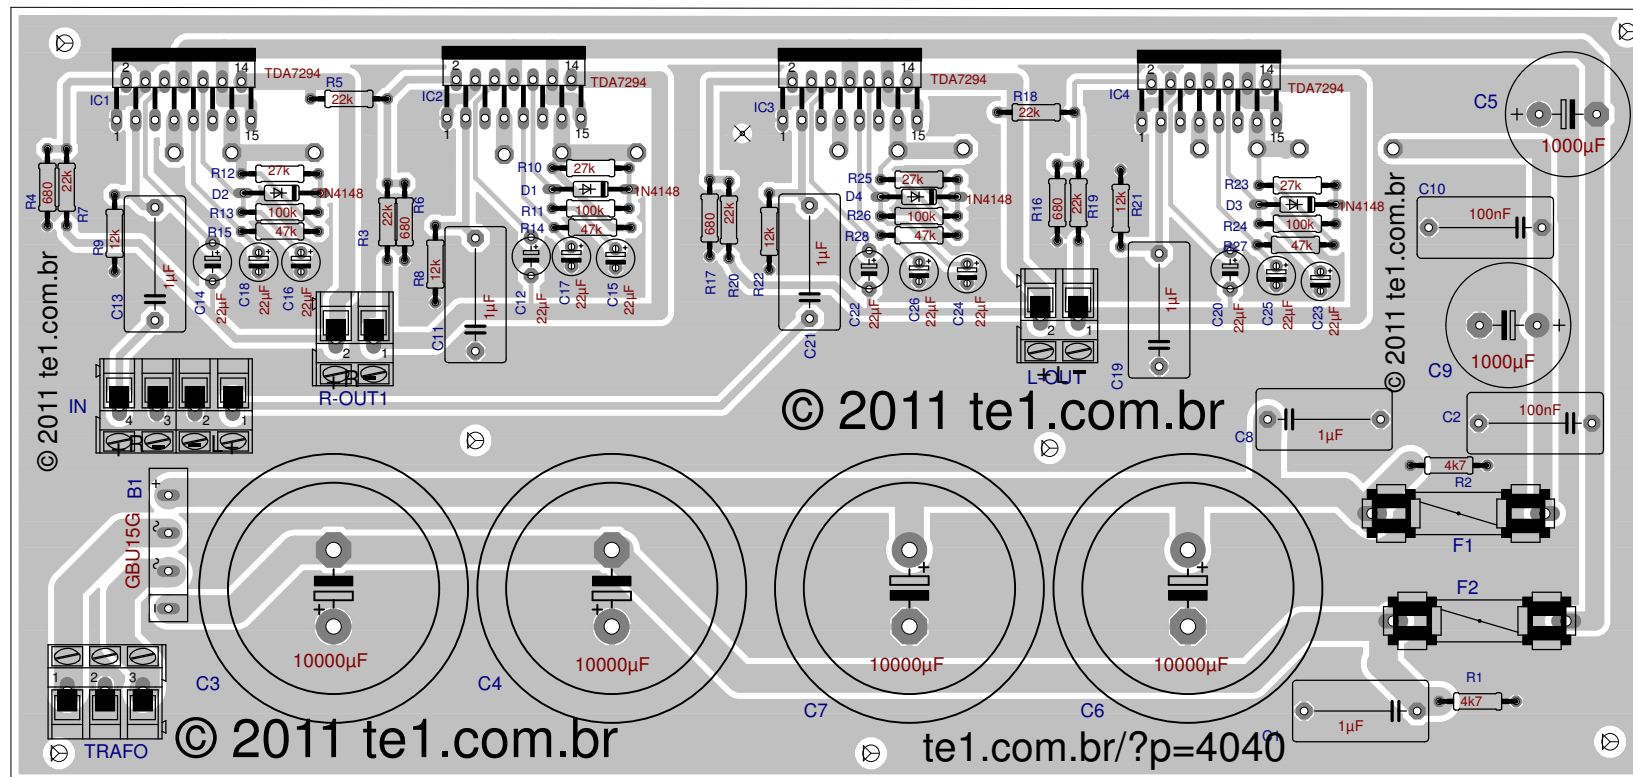 2 14 TDA7294
IC1
1 15
R5
22k
2 14 TDA7294
IC2
1 15
2 14 TDA7294
IC3
1 15
R18
22k
2 14 TDA7294
IC4
1 15
C5
+
1000µF
R4
680
22k
R7
R9
12k
R12 27k
D2 1N4148
R13 100k
R15 47k
C13
1µF
C14
22µF
C18
22µF
C16
22µF
R3
22k
680
R6
R8
12k
R10 27k
D1 1N4148
R11 100k
R14 47k
C11
1µF
C12
22µF
C17
22µF
C15
22µF
R17
680
22k
R20
R22
12k
R25 27k
D4 1N4148
R26 100k
R28 47k
C21
1µF
C22
22µF
C26
22µF
C24
22µF
R16
680
22k
R19
R21
12k
R23 27k
D3 1N4148
R24 100k
R27 47k
C19
1µF
C20
22µF
C25
22µF
C23
22µF
C10
100nF
C9
1000µF
+
© 2011 te1.com.br
© 2011 te1.com.br
IN
4 3 2 1
+ R - - L +
2 1
+ R -
R-OUT1
2 1
+ L -
L-OUT
© 2011 te1.com.br
C8
1µF
C2
100nF
4k7
R2
F1
F2
B1
GBU15G
+
~
~
-
10000µF
C3
10000µF
C4
10000µF
C7
10000µF
C6
R1
4k7
C1
1µF
1 2 3
TRAFO
© 2011 te1.com.br
te1.com.br/?p=4040